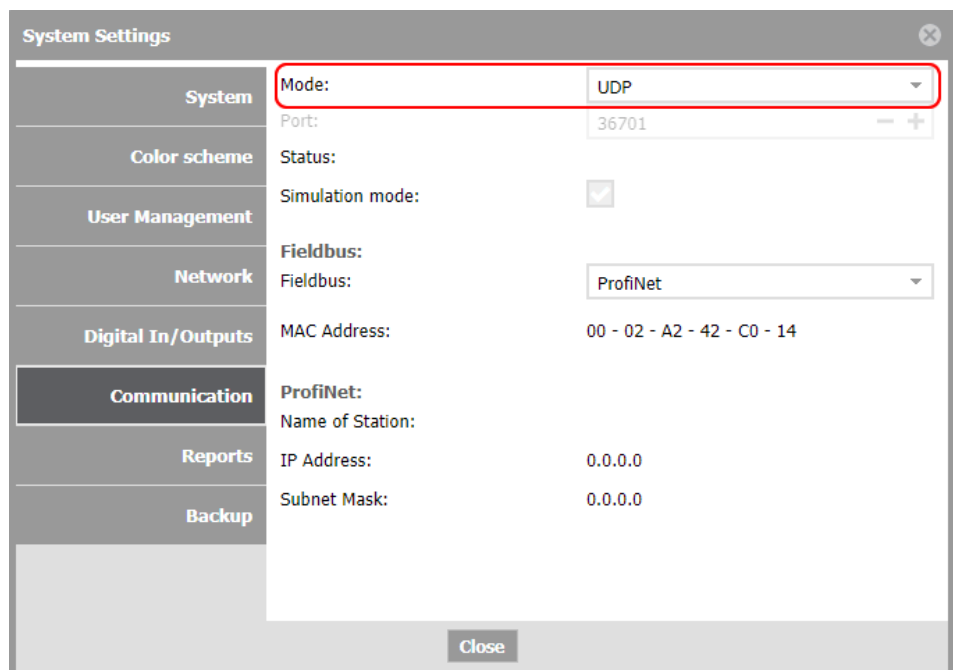 System Settings
System
Color scheme
User Management
Network
Digital In/Outputs
Communication
Reports
Backup
Mode: UDP
Port: 36701
Status:
Simulation mode:
Fieldbus:
Fieldbus: ProfiNet
MAC Address: 00 - 02 - A2 - 42 - C0 - 14
ProfiNet:
Name of Station:
IP Address: 0.0.0.0
Subnet Mask: 0.0.0.0
Close